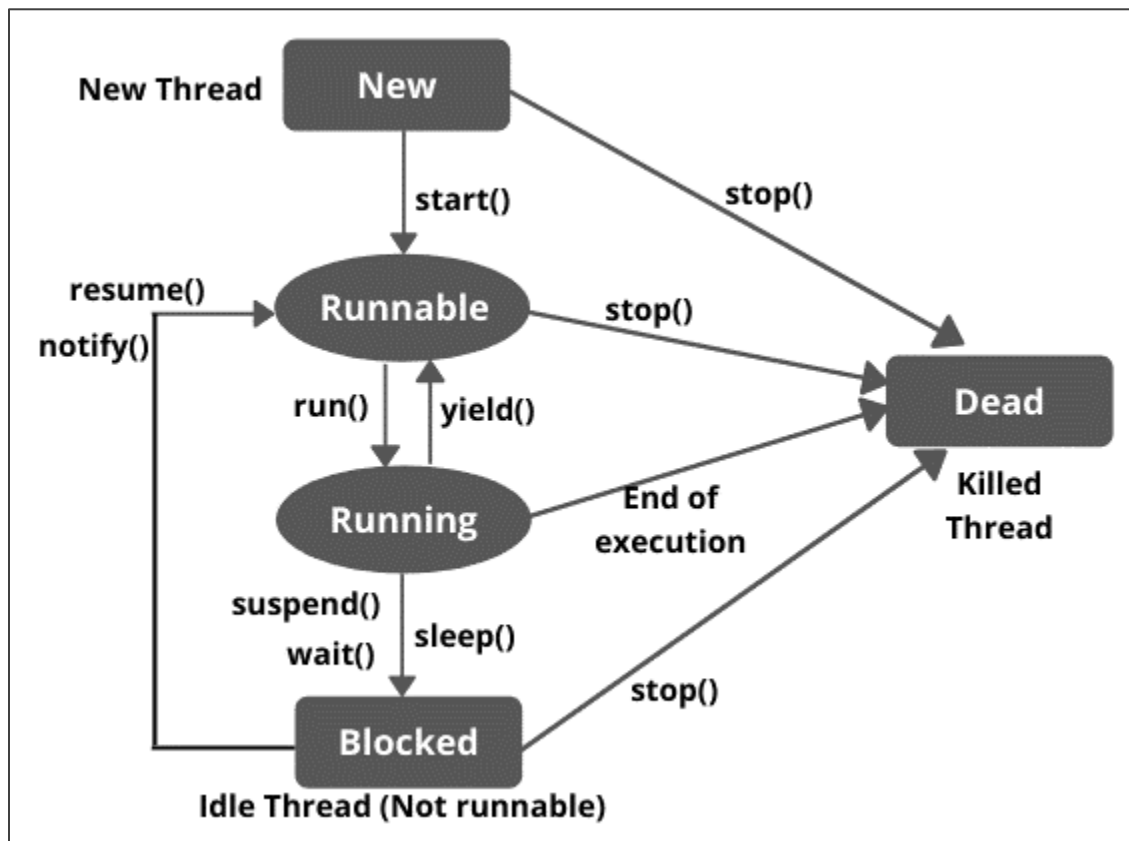 New Thread
New
start()
stop()
resume()
notify()
Runnable
stop()
run()
yield()
Dead
Killed
Thread
Running
End of
execution
suspend()
wait()
sleep()
stop()
Blocked
Idle Thread (Not runnable)